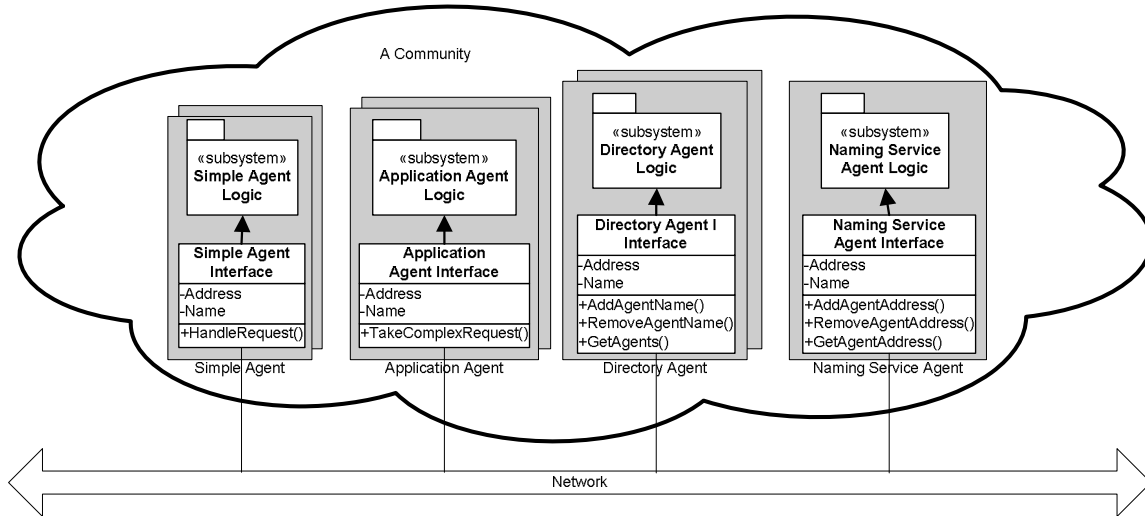 A Community
«subsystem»
Simple Agent
Logic
Simple Agent
Interface
-Address
-Name
+HandleRequest()
Simple Agent
«subsystem»
Application Agent
Logic
Application
Agent Interface
-Address
-Name
+TakeComplexRequest()
Application Agent
«subsystem»
Directory Agent
Logic
Directory Agent I
Interface
-Address
-Name
+AddAgentName()
+RemoveAgentName()
+GetAgents()
Directory Agent
«subsystem»
Naming Service
Agent Logic
Naming Service
Agent Interface
-Address
-Name
+AddAgentAddress()
+RemoveAgentAddress()
+GetAgentAddress()
Naming Service Agent
Network